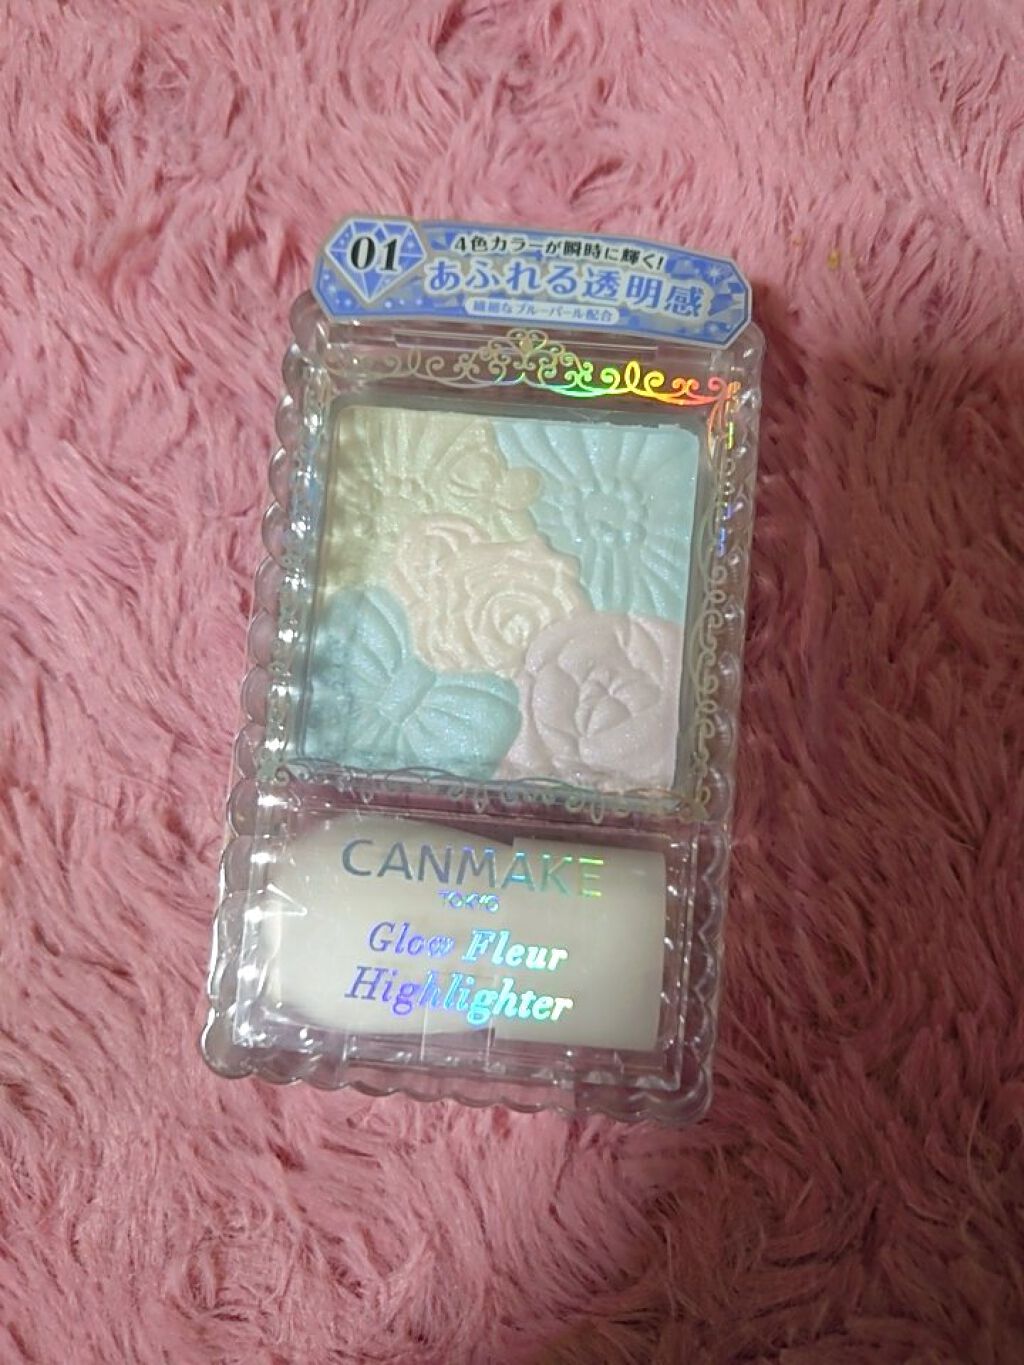 01
4色カラーが瞬時に輝く!
あふれる透明感
繊細なブルーパール配合
CANMAKE
TOKYO
Glow Fleur
Highlighter